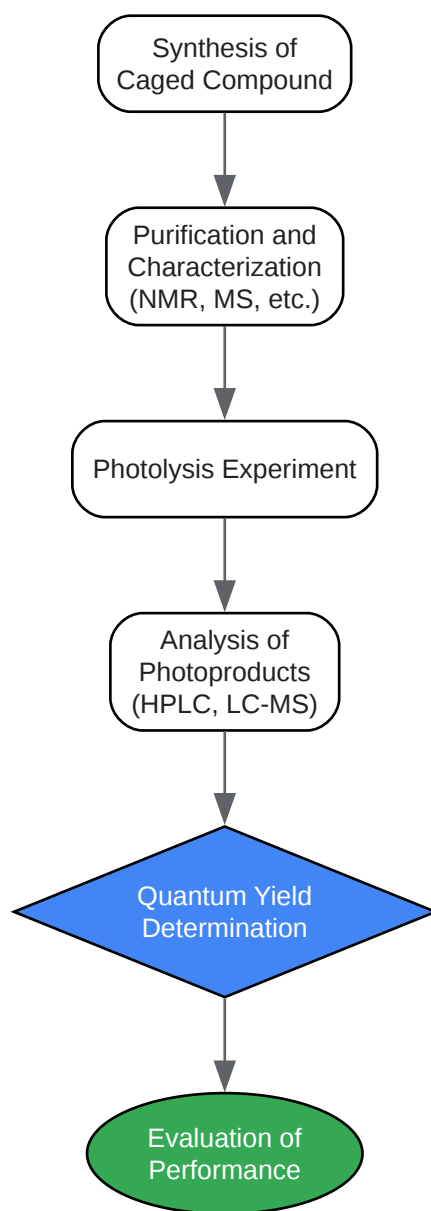 Synthesis of
Caged Compound
Purification and
Characterization
(NMR, MS, etc.)
Photolysis Experiment
Analysis of
Photoproducts
(HPLC, LC-MS)
Quantum Yield
Determination
Evaluation of
Performance